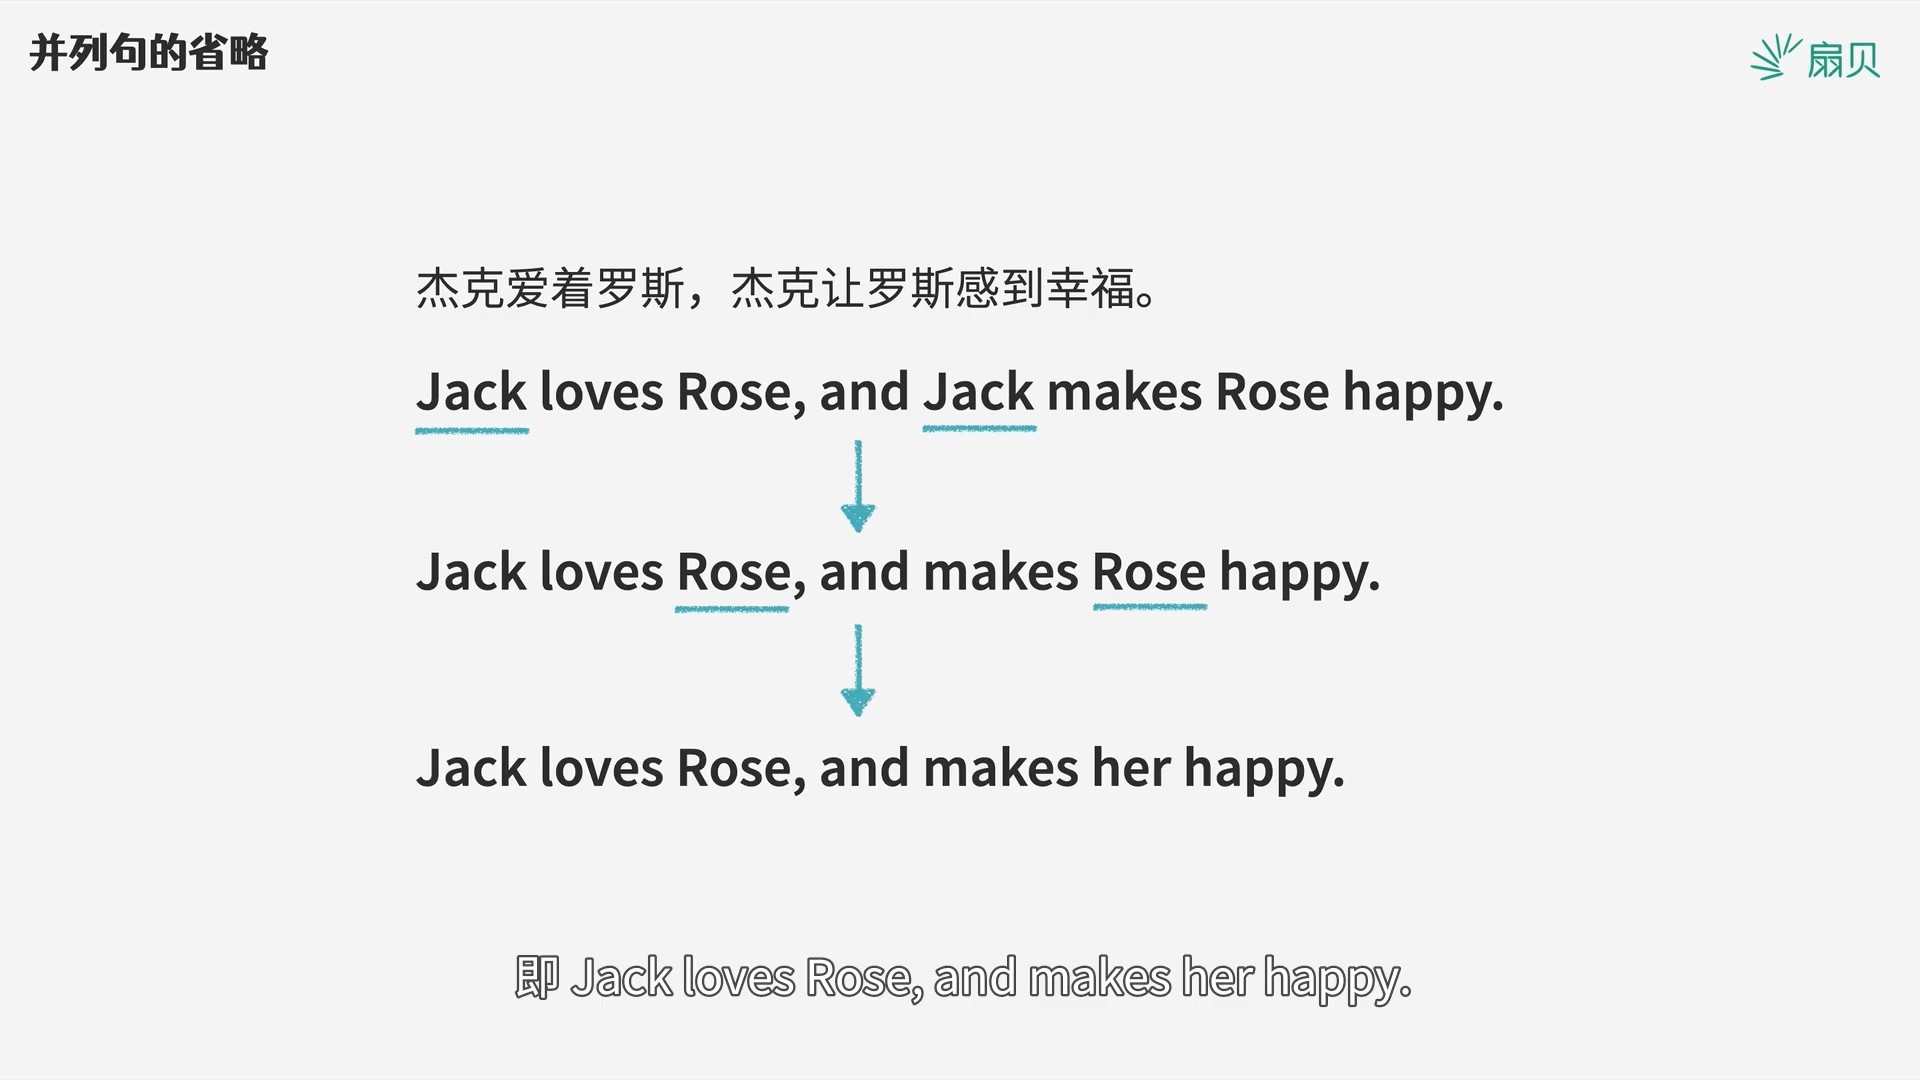 并列句的省略
扇贝
杰克爱着罗斯，杰克让罗斯感到幸福。
Jack loves Rose, and Jack makes Rose happy.
Jack loves Rose, and makes Rose happy.
Jack loves Rose, and makes her happy.
即 Jack loves Rose, and makes her happy.